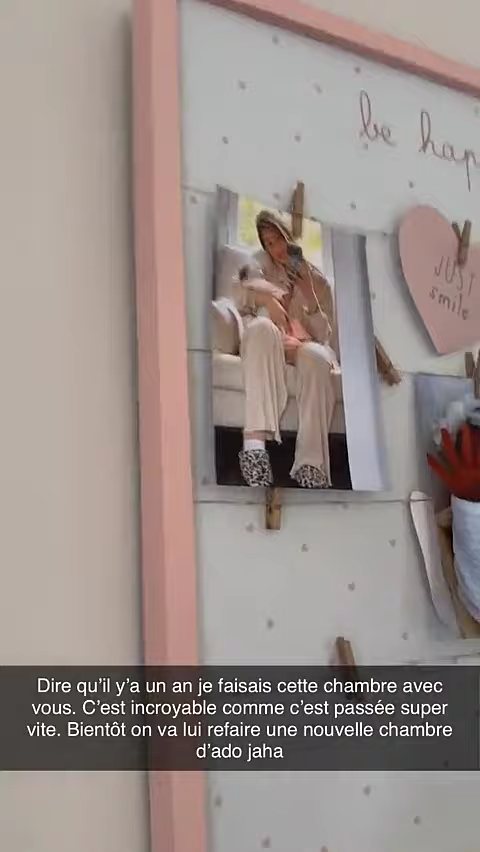 be hap
JUST
smile
Dire qu'il y'a un an je faisais cette chambre avec
vous. C'est incroyable comme c'est passée super
vite. Bientôt on va lui refaire une nouvelle chambre
d'ado jaha